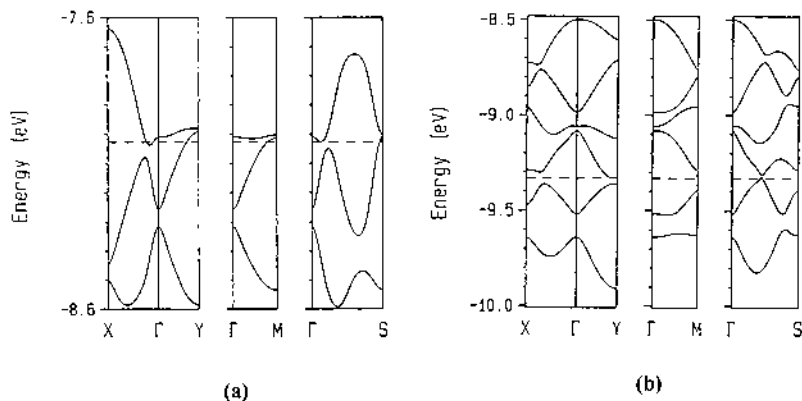 -7.6
Energy (eV)
-8.6
X Γ Y Γ M Γ S
(a)
-8.5
-9.0
Energy (eV)
-9.5
-10.0
X Γ Y Γ M Γ S
(b)